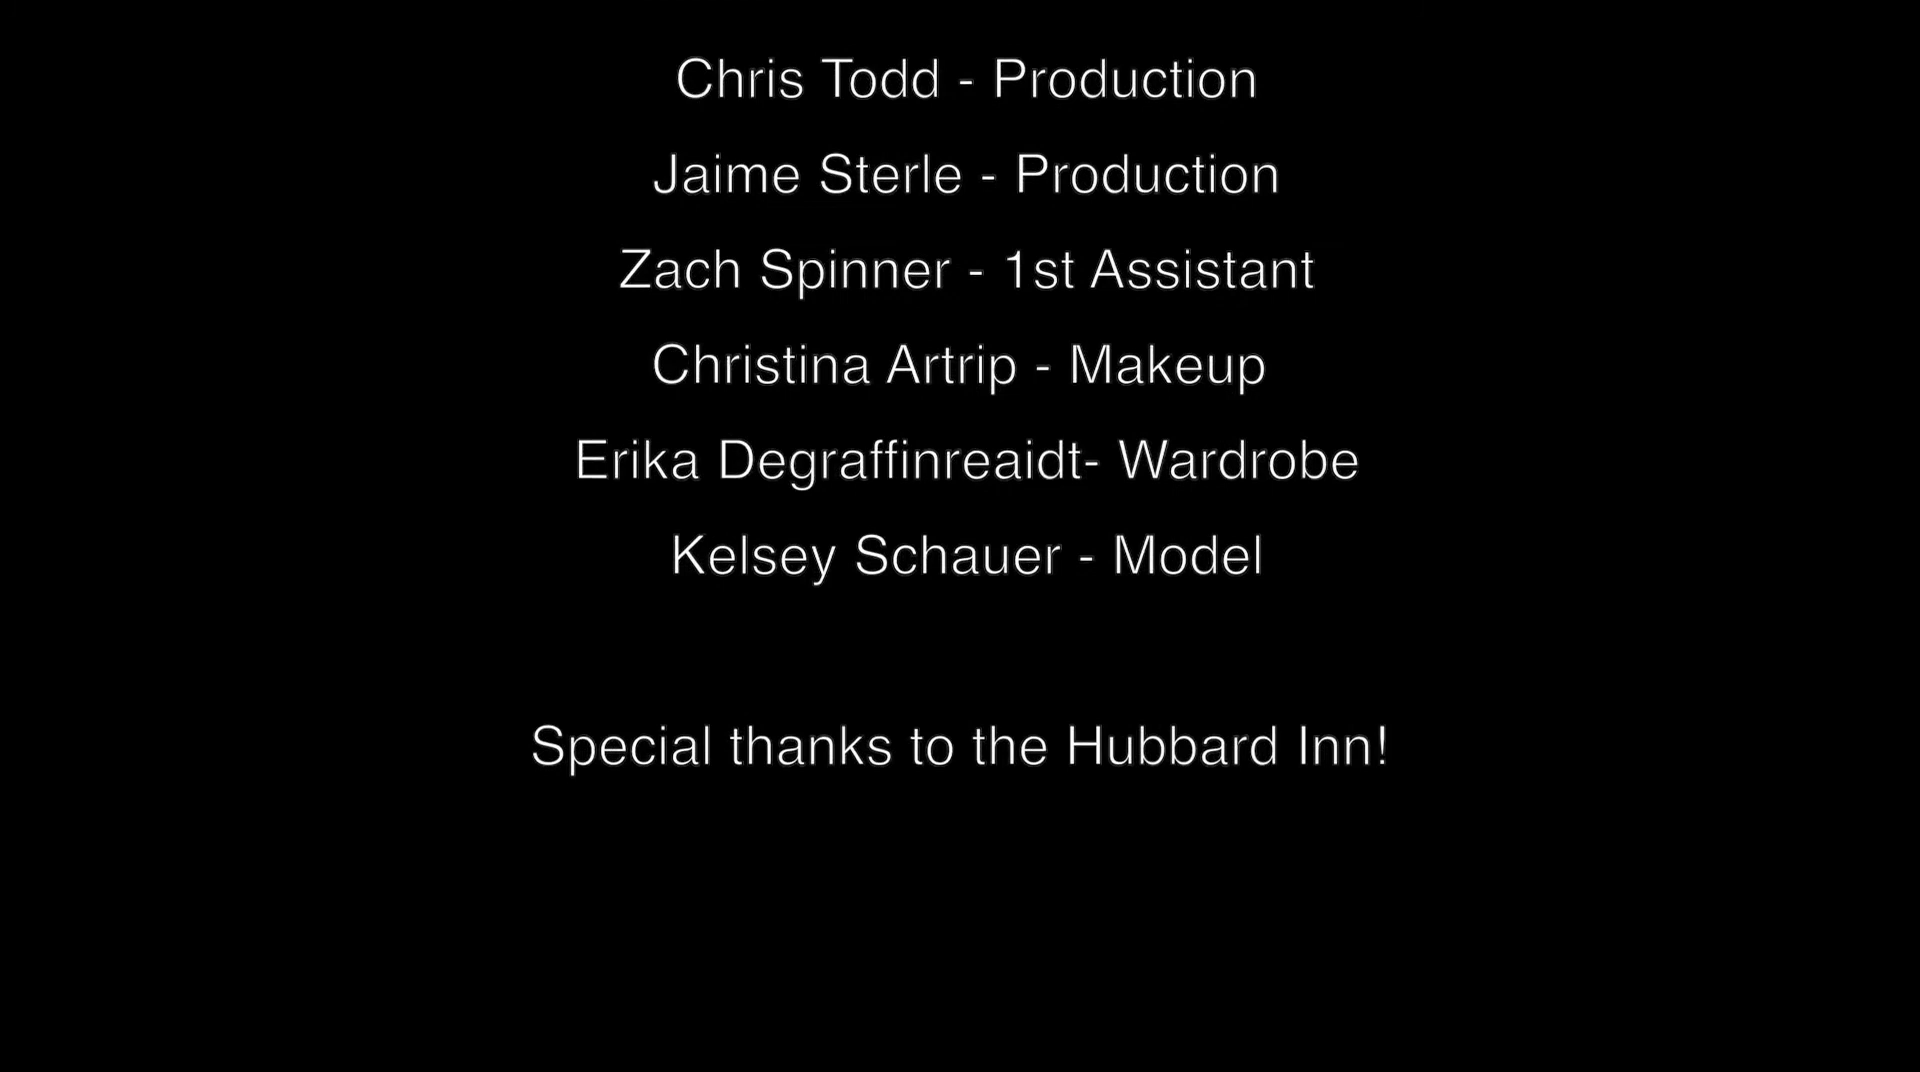 Chris Todd - Production
Jaime Sterle - Production
Zach Spinner - 1st Assistant
Christina Artrip - Makeup
Erika Degraffinreaidt- Wardrobe
Kelsey Schauer - Model
Special thanks to the Hubbard Inn!